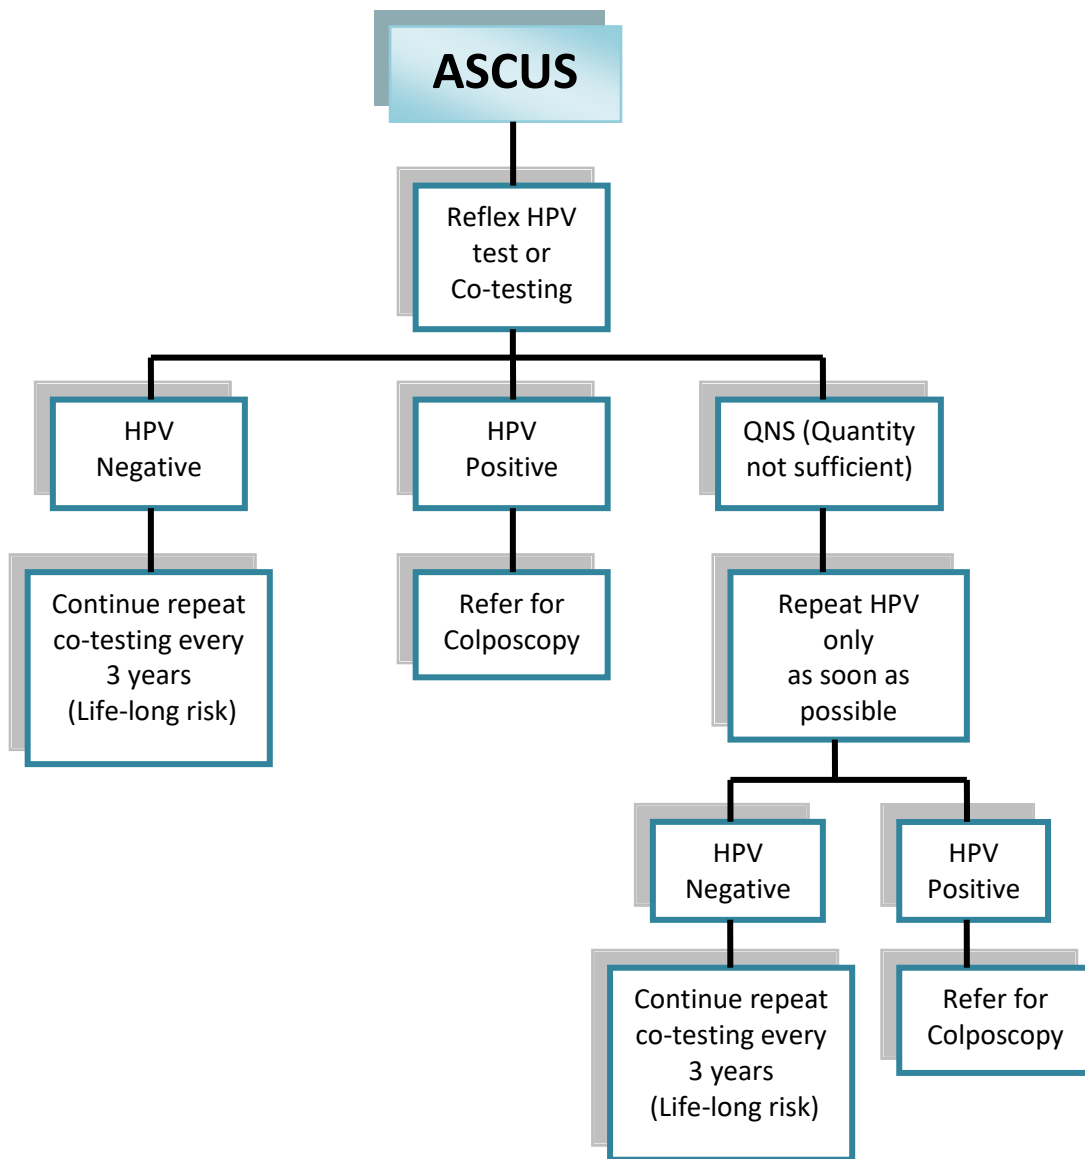 ASCUS
Reflex HPV
test or
Co-testing
HPV
Negative
HPV
Positive
QNS (Quantity
not sufficient)
Continue repeat
co-testing every
3 years
(Life-long risk)
Refer for
Colposcopy
Repeat HPV
only
as soon as
possible
HPV
Negative
HPV
Positive
Continue repeat
co-testing every
3 years
(Life-long risk)
Refer for
Colposcopy